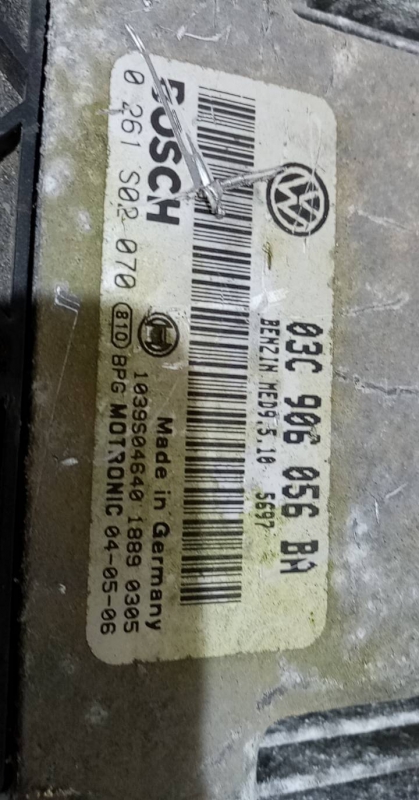 03C 906 056 BA
BENZIN MED9.5.10 5697
BOSCH
0 261 S02 070
Made in Germany
1039S04640 1889 0305
810 BPG MOTRONIC 04-05-06